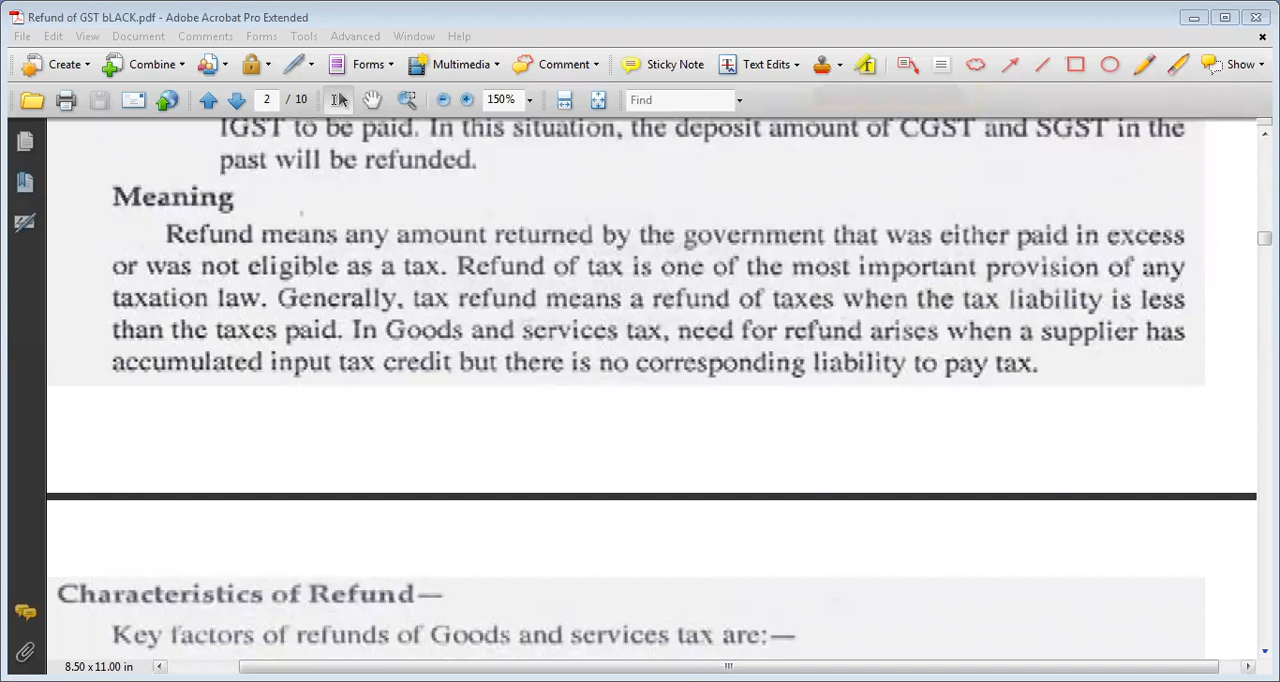 Refund of GST bLACK.pdf - Adobe Acrobat Pro Extended
File Edit View Document Comments Forms Tools Advanced Window Help
Create Combine Forms Multimedia Comment Sticky Note Text Edits Show
2 / 10 150% Find
IGST to be paid. In this situation, the deposit amount of CGST and SGST in the
past will be refunded.
Meaning
Refund means any amount returned by the government that was either paid in excess
or was not eligible as a tax. Refund of tax is one of the most important provision of any
taxation law. Generally, tax refund means a refund of taxes when the tax liability is less
than the taxes paid. In Goods and services tax, need for refund arises when a supplier has
accumulated input tax credit but there is no corresponding liability to pay tax.
Characteristics of Refund—
Key factors of refunds of Goods and services tax are:—
8.50 x 11.00 in